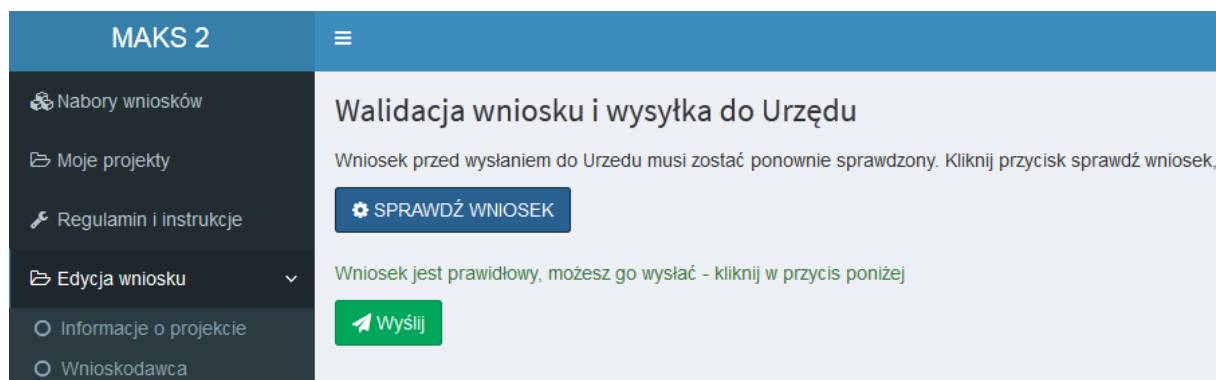 MAKS 2
Nabory wniosków
Moje projekty
Regulamin i instrukcje
Edycja wniosku
Informacje o projekcie
Wnioskodawca
Walidacja wniosku i wysyłka do Urzędu
Wniosek przed wysłaniem do Urzedu musi zostać ponownie sprawdzony. Kliknij przycisk sprawdź wniosek,
SPRAWDŹ WNIOSEK
Wniosek jest prawidłowy, możesz go wysłać - kliknij w przycis poniżej
Wyślij